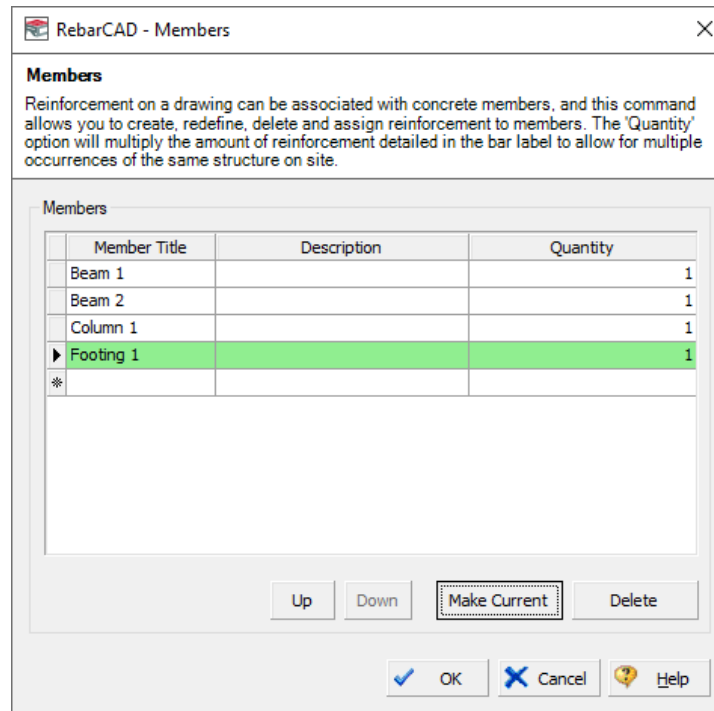 RebarCAD - Members
Members
Reinforcement on a drawing can be associated with concrete members, and this command
allows you to create, redefine, delete and assign reinforcement to members. The 'Quantity'
option will multiply the amount of reinforcement detailed in the bar label to allow for multiple
occurrences of the same structure on site.
Members
Member Title Description Quantity
Beam 1 1
Beam 2 1
Column 1 1
Footing 1 1
Up Down Make Current Delete
OK Cancel Help